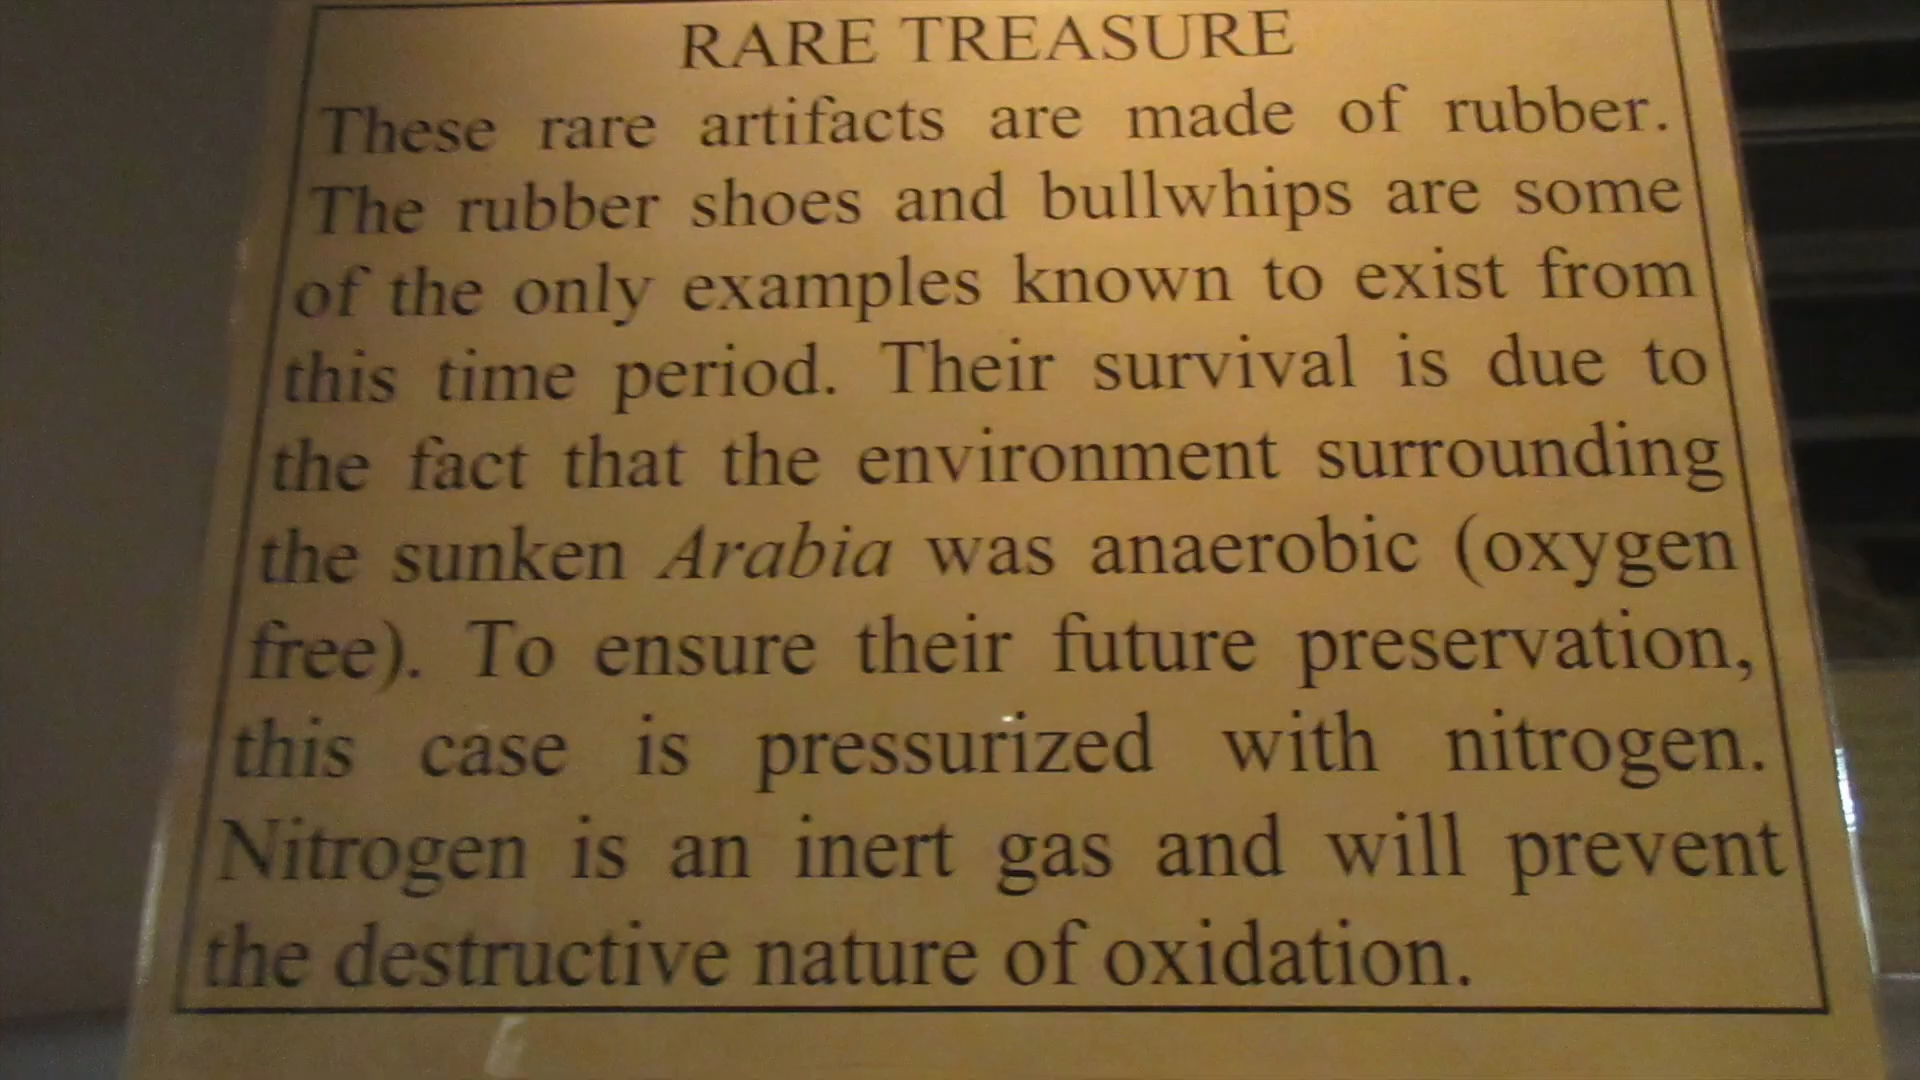 RARE TREASURE
These rare artifacts are made of rubber.
The rubber shoes and bullwhips are some
of the only examples known to exist from
this time period. Their survival is due to
the fact that the environment surrounding
the sunken Arabia was anaerobic (oxygen
free). To ensure their future preservation,
this case is pressurized with nitrogen.
Nitrogen is an inert gas and will prevent
the destructive nature of oxidation.